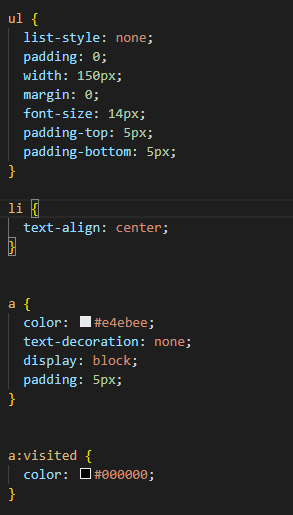 ul {
list-style: none;
padding: 0;
width: 150px;
margin: 0;
font-size: 14px;
padding-top: 5px;
padding-bottom: 5px;
}
li {
text-align: center;
}
a {
color: #e4ebee;
text-decoration: none;
display: block;
padding: 5px;
}
a:visited {
color: #000000;
}